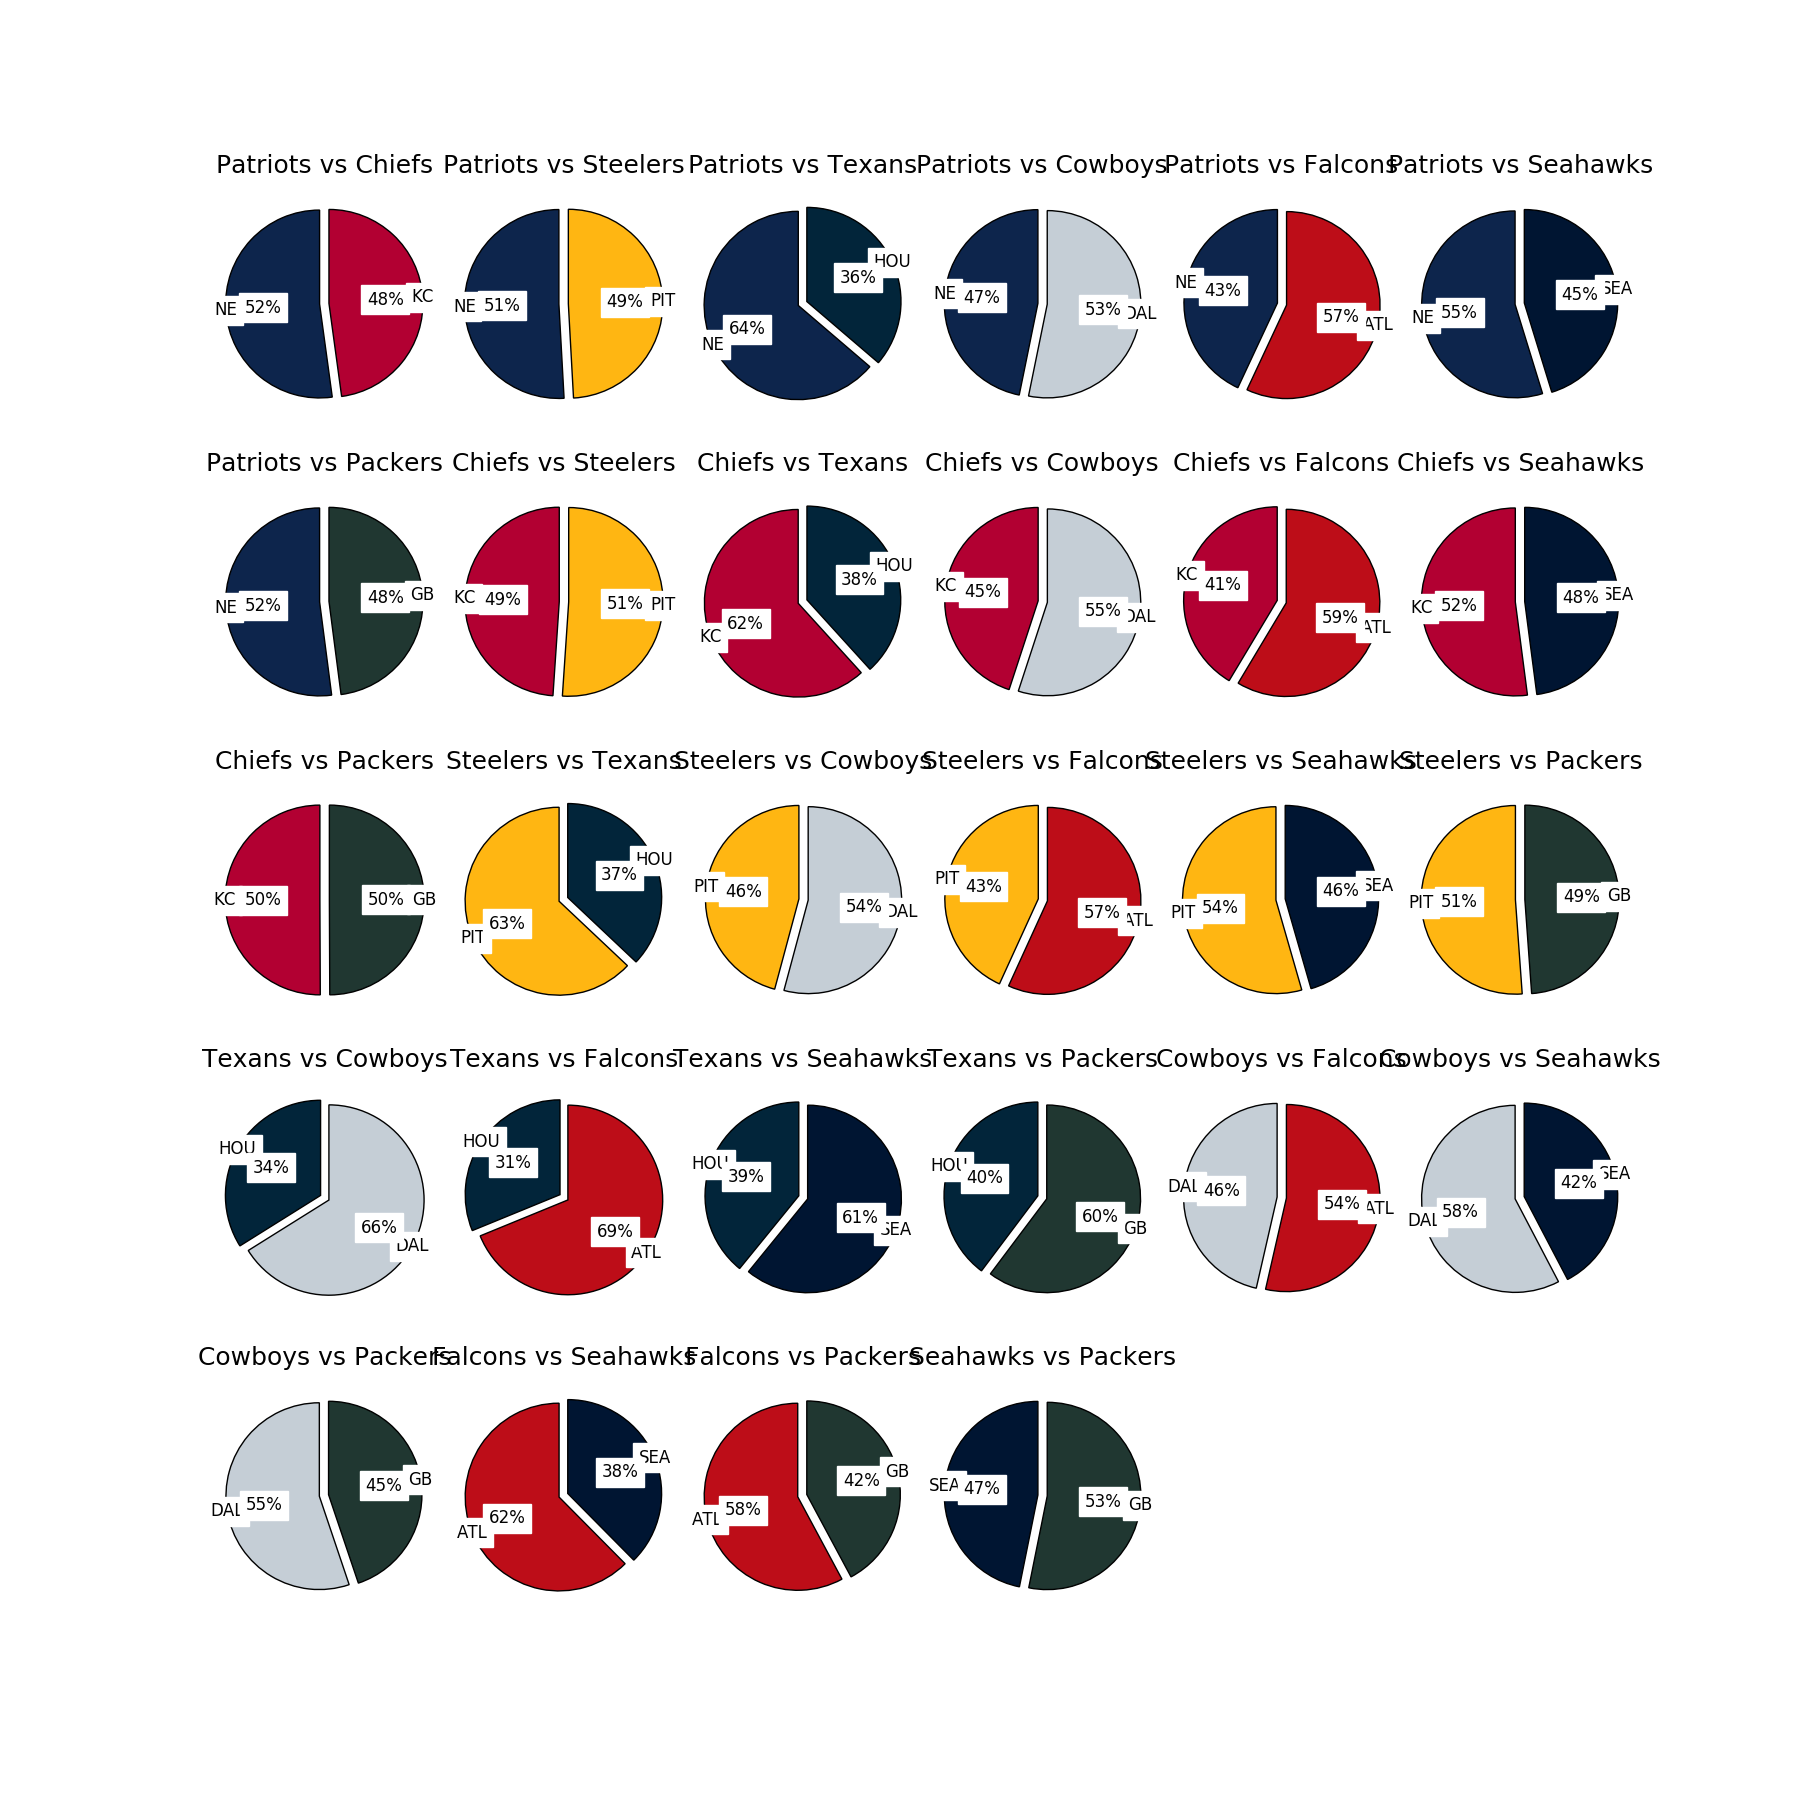 Patriots vs Chiefs
NE 52% 48% KC
Patriots vs Steelers
NE 51% 49% PIT
Patriots vs Texans
NE 64% 36% HOU
Patriots vs Cowboys
NE 47% 53% DAL
Patriots vs Falcons
NE 43% 57% ATL
Patriots vs Seahawks
NE 55% 45% SEA
Patriots vs Packers
NE 52% 48% GB
Chiefs vs Steelers
KC 49% 51% PIT
Chiefs vs Texans
KC 62% 38% HOU
Chiefs vs Cowboys
KC 45% 55% DAL
Chiefs vs Falcons
KC 41% 59% ATL
Chiefs vs Seahawks
KC 52% 48% SEA
Chiefs vs Packers
KC 50% 50% GB
Steelers vs Texans
PIT 63% 37% HOU
Steelers vs Cowboys
PIT 46% 54% DAL
Steelers vs Falcons
PIT 43% 57% ATL
Steelers vs Seahawks
PIT 54% 46% SEA
Steelers vs Packers
PIT 51% 49% GB
Texans vs Cowboys
HOU 34% 66% DAL
Texans vs Falcons
HOU 31% 69% ATL
Texans vs Seahawks
HOU 39% 61% SEA
Texans vs Packers
HOU 40% 60% GB
Cowboys vs Falcons
DAL 46% 54% ATL
Cowboys vs Seahawks
DAL 58% 42% SEA
Cowboys vs Packers
DAL 55% 45% GB
Falcons vs Seahawks
ATL 62% 38% SEA
Falcons vs Packers
ATL 58% 42% GB
Seahawks vs Packers
SEA 47% 53% GB